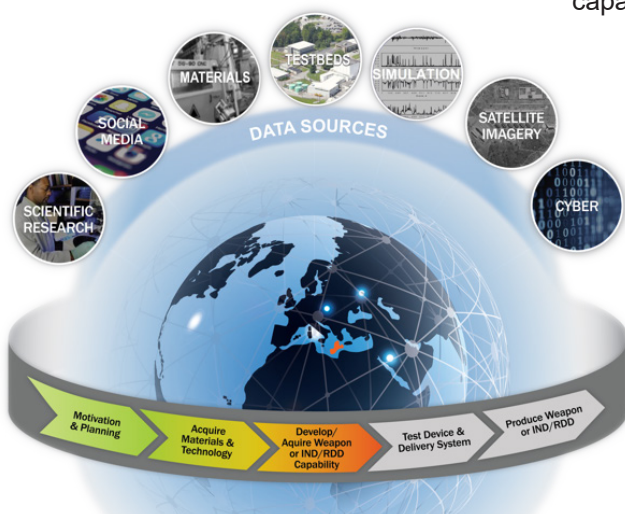 capa
SCIENTIFIC
RESEARCH
SOCIAL
MEDIA
MATERIALS
TESTBEDS
SIMULATION
SATELLITE
IMAGERY
CYBER
DATA SOURCES
Motivation
& Planning
Acquire
Materials &
Technology
Develop/
Aquire Weapon
or IND/RDD
Capability
Test Device &
Delivery System
Produce Weapon
or IND/RDD